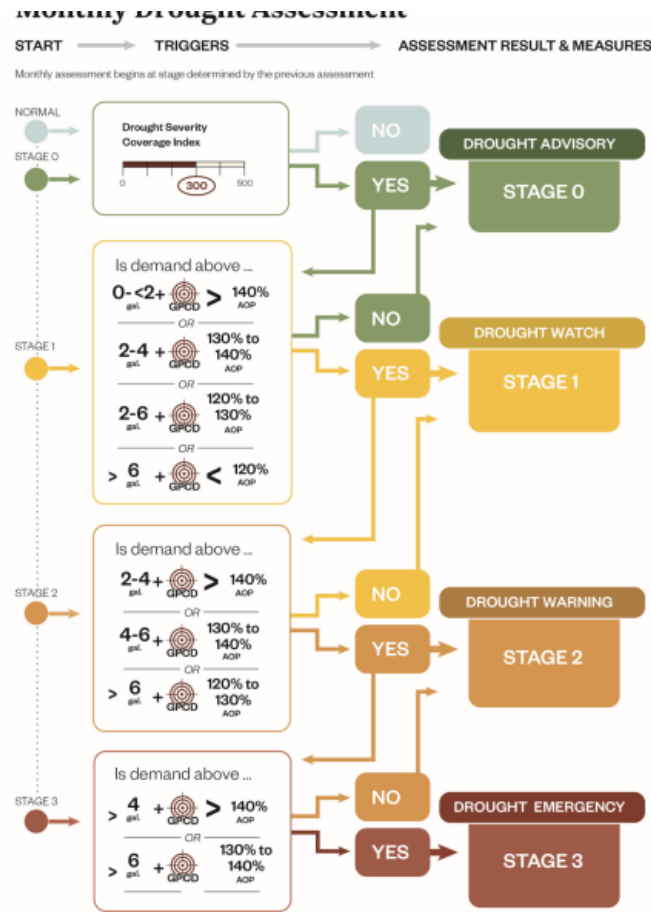 Monthly Drought Assessment
START TRIGGERS ASSESSMENT RESULT & MEASURES
Monthly assessment begins at stage determined by the previous assessment
NORMAL
STAGE 0
Drought Severity
Coverage Index
0 300 500
NO
YES
DROUGHT ADVISORY
STAGE 0
STAGE 1
Is demand above ...
0-<2+ GPCD > 140%
gal. AOP
OR
2-4 + GPCD 130% to
140%
gal. AOP
OR
2-6 + GPCD 120% to
130%
gal. AOP
OR
> 6 + GPCD < 120%
gal. AOP
NO
YES
DROUGHT WATCH
STAGE 1
STAGE 2
Is demand above ...
2-4 + GPCD > 140%
gal. AOP
OR
4-6 + GPCD 130% to
140%
gal. AOP
OR
> 6 + GPCD 120% to
130%
gal. AOP
NO
YES
DROUGHT WARNING
STAGE 2
STAGE 3
Is demand above ...
> 4 + GPCD > 140%
gal. AOP
OR
> 6 + GPCD 130% to
140%
gal. AOP
NO
YES
DROUGHT EMERGENCY
STAGE 3